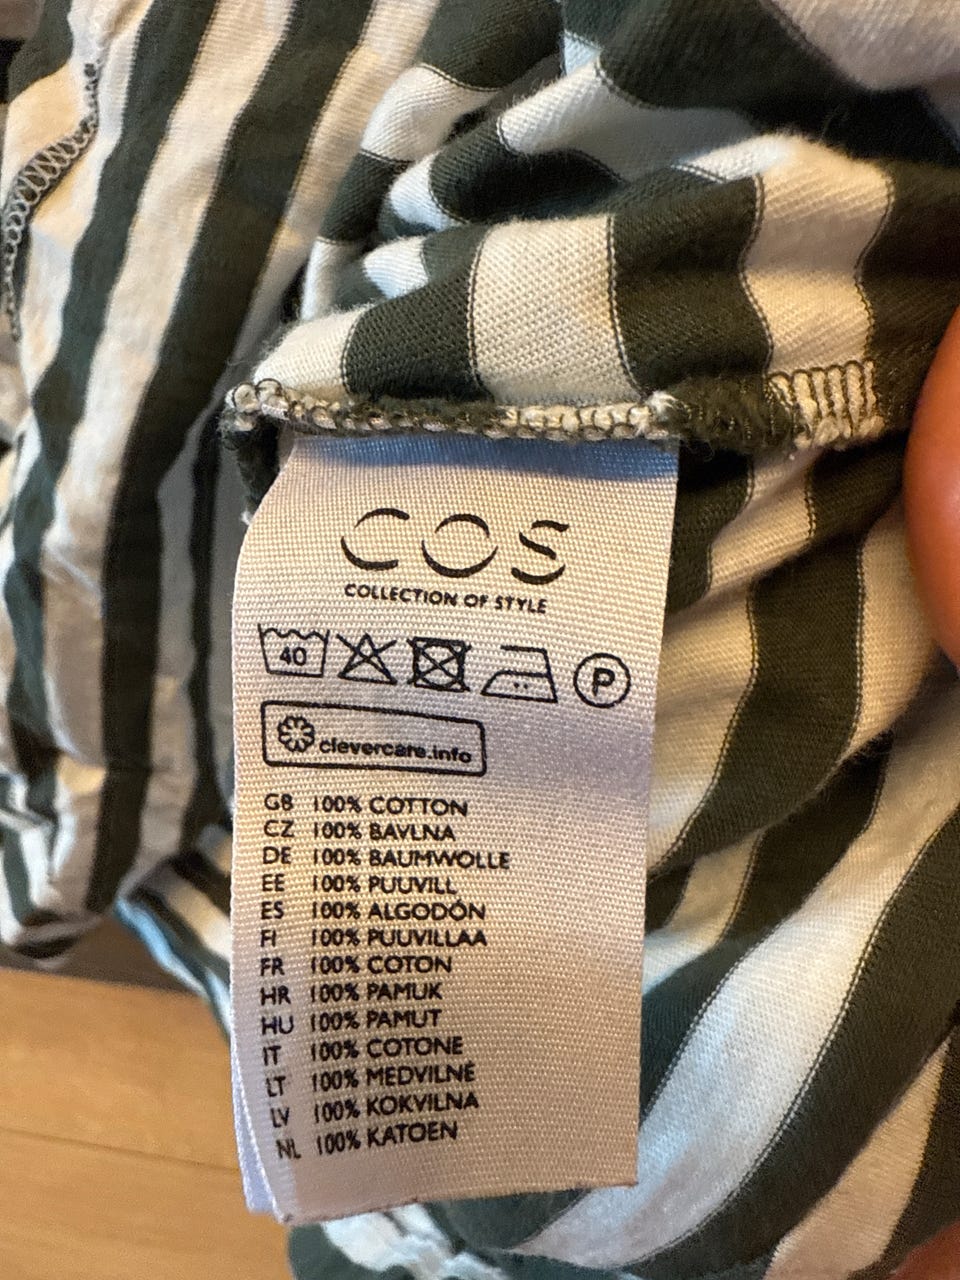 COS
COLLECTION OF STYLE
40 P
clevercare.info
GB 100% COTTON
CZ 100% BAVLNA
DE 100% BAUMWOLLE
EE 100% PUUVILL
ES 100% ALGODÓN
FI 100% PUUVILLAA
FR 100% COTON
HR 100% PAMUK
HU 100% PAMUT
IT 100% COTONE
LT 100% MEDVILNĖ
LV 100% KOKVILNA
NL 100% KATOEN